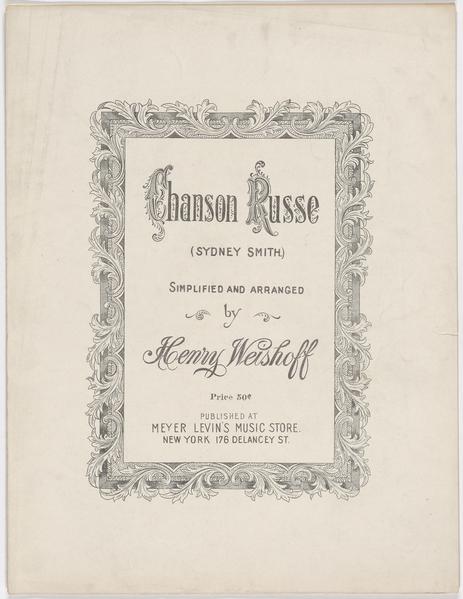 Chanson Russe
(SYDNEY SMITH.)
SIMPLIFIED AND ARRANGED
by
Henry Weishoff
Price 50¢
PUBLISHED AT
MEYER LEVIN'S MUSIC STORE.
NEW YORK 176 DELANCEY ST.